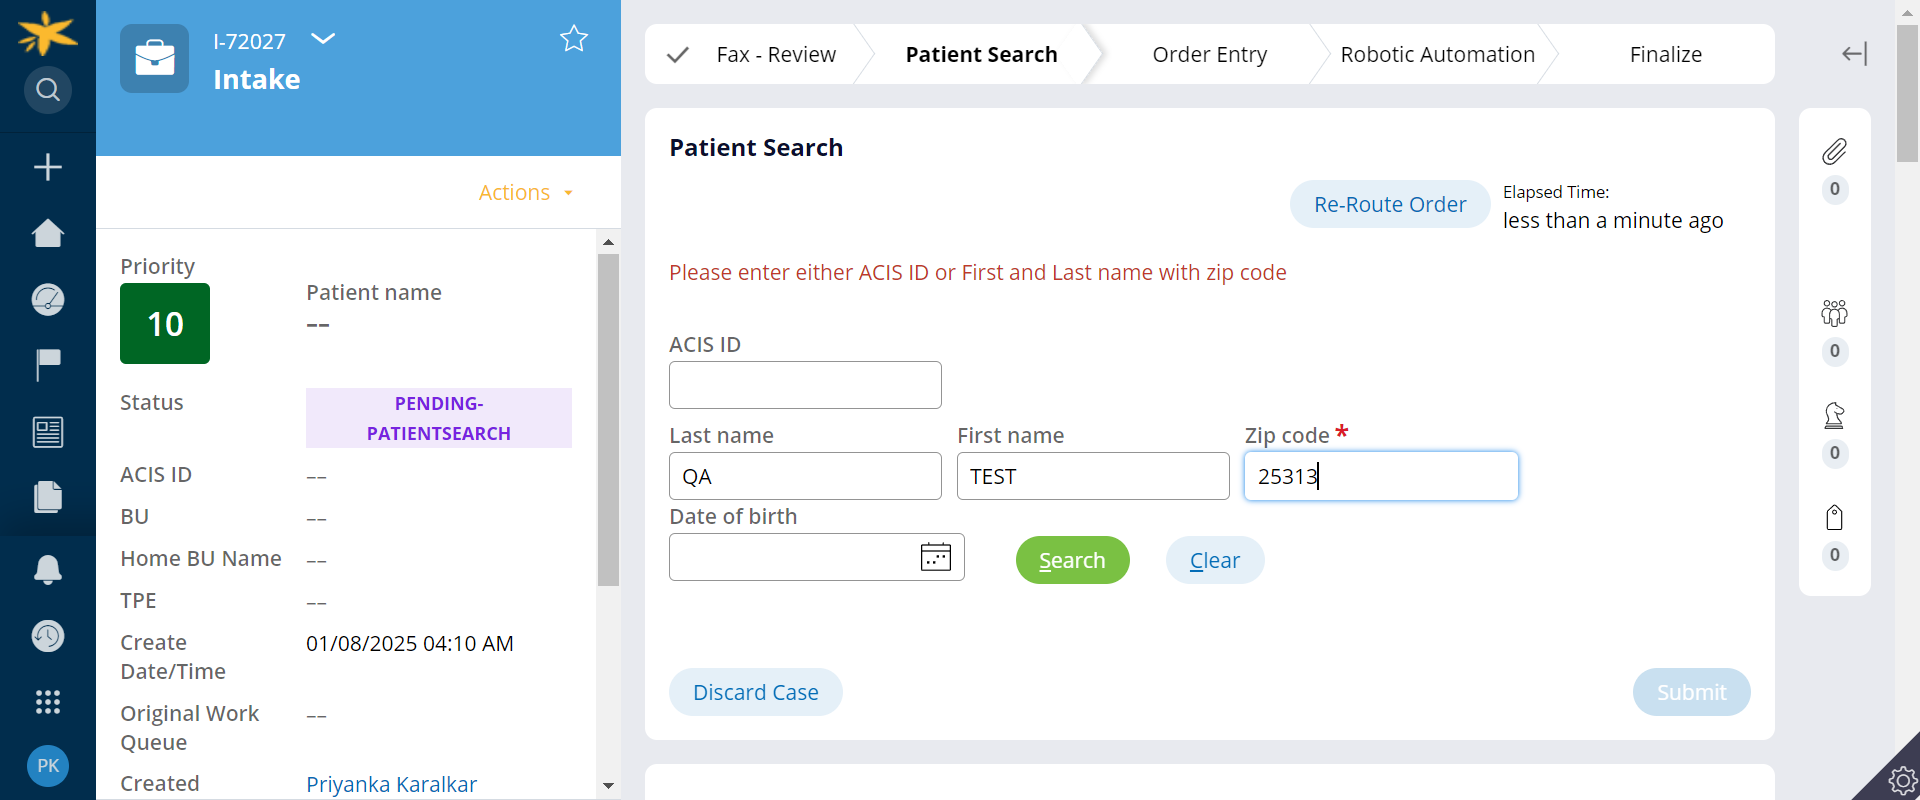 I-72027
Intake
Actions
Priority
10
Patient name
--
Status
PENDING-
PATIENTSEARCH
ACIS ID
--
BU
--
Home BU Name
--
TPE
--
Create
Date/Time
01/08/2025 04:10 AM
Original Work
Queue
--
Created
Priyanka Karalkar
PK
Fax - Review
Patient Search
Order Entry
Robotic Automation
Finalize
Patient Search
Re-Route Order
Elapsed Time:
less than a minute ago
Please enter either ACIS ID or First and Last name with zip code
ACIS ID
Last name
First name
Zip code *
QA
TEST
25313
Date of birth
Search
Clear
Discard Case
Submit
0
0
0
0